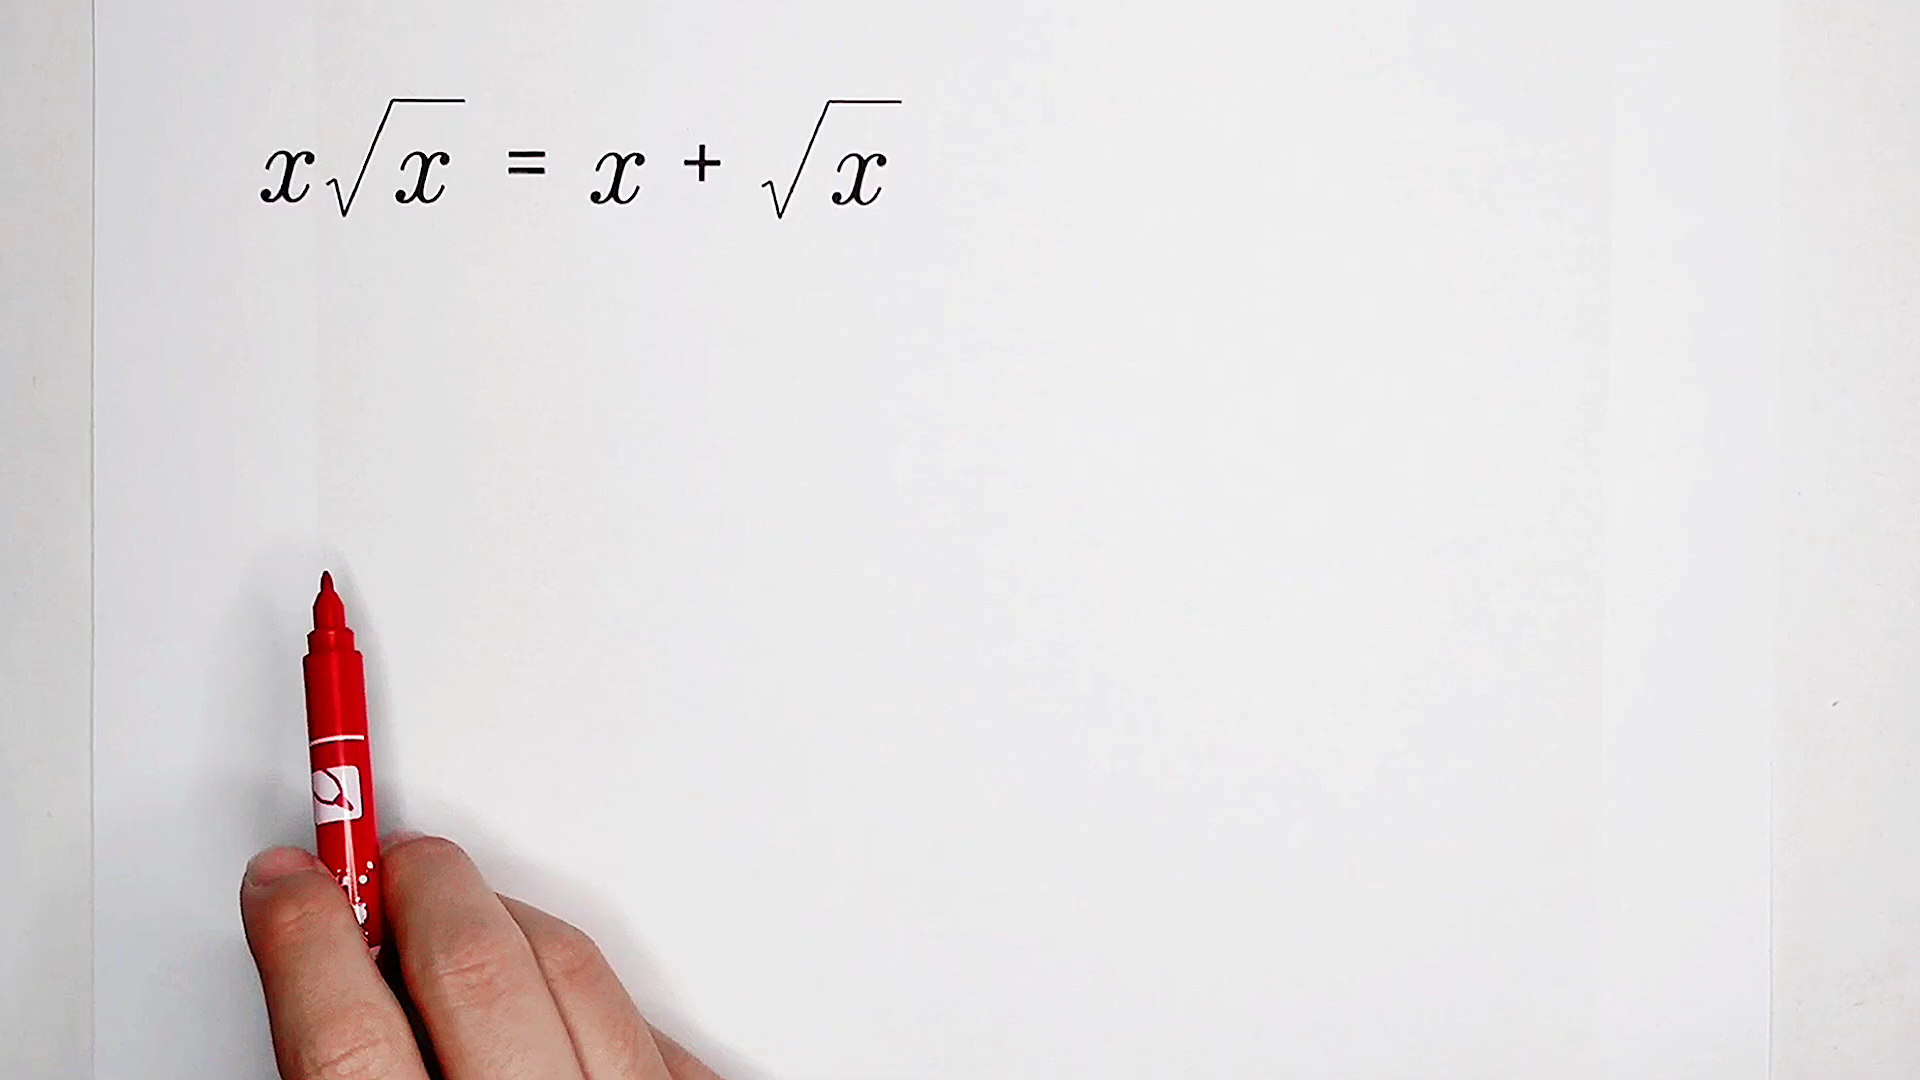 x√x = x + √x